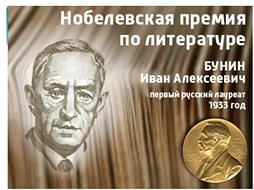 Нобелевская премия
по литературе
БУНИН
Иван Алексеевич
первый русский лауреат
1933 год